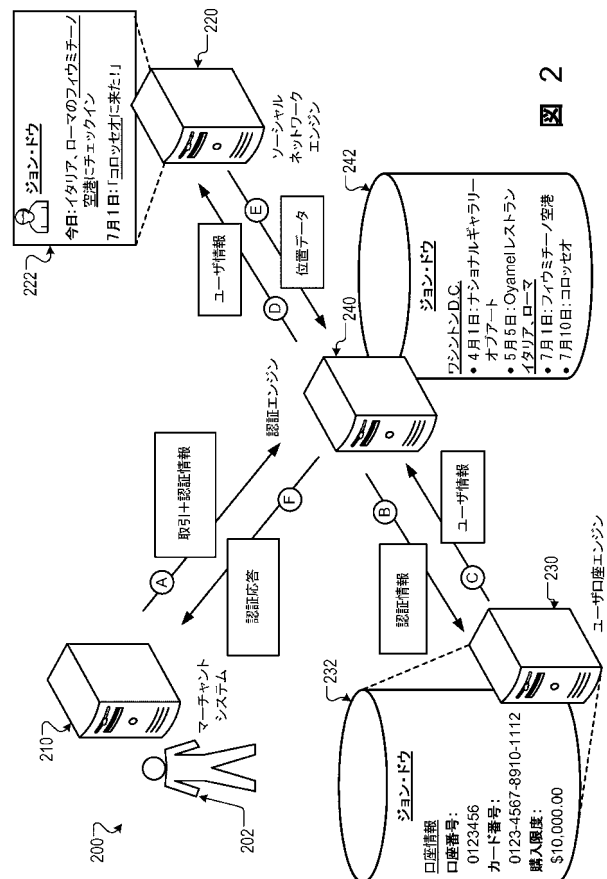 200
202
210
マーチャント
システム
A
取引+認証情報
認証応答
F
認証エンジン
240
220
222
ジョン・ドウ
今日:イタリア、ローマのフィウミチーノ
空港にチェックイン
7月1日:「コロッセオに来た!」
ソーシャル
ネットワーク
エンジン
D
ユーザ情報
E
位置データ
B
認証情報
C
ユーザ情報
230
ユーザ口座エンジン
232
ジョン・ドウ
口座情報
口座番号:
0123456
カード番号:
0123-4567-8910-1112
購入限度:
$10,000.00
242
ジョン・ドウ
ワシントンD.C.
• 4月1日:ナショナルギャラリー
オブアート
• 5月5日:Oyamelレストラン
イタリア、ローマ
• 7月1日:フィウミチーノ空港
• 7月10日:コロッセオ
図 2